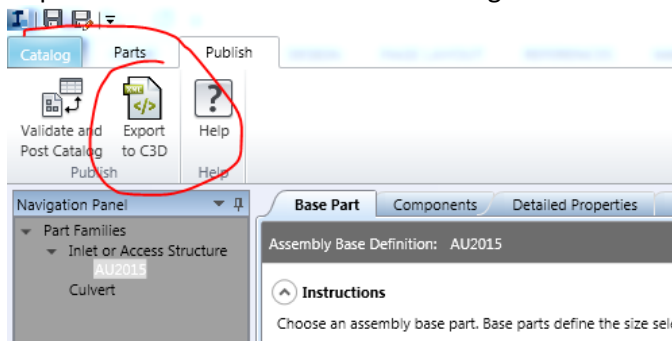 Catalog Parts Publish
XML
</>
?
Validate and Export Help
Post Catalog to C3D
Publish Help
Navigation Panel
Base Part Components Detailed Properties
Part Families
Assembly Base Definition: AU2015
Inlet or Access Structure
AU2015
Culvert
Instructions
Choose an assembly base part. Base parts define the size sel